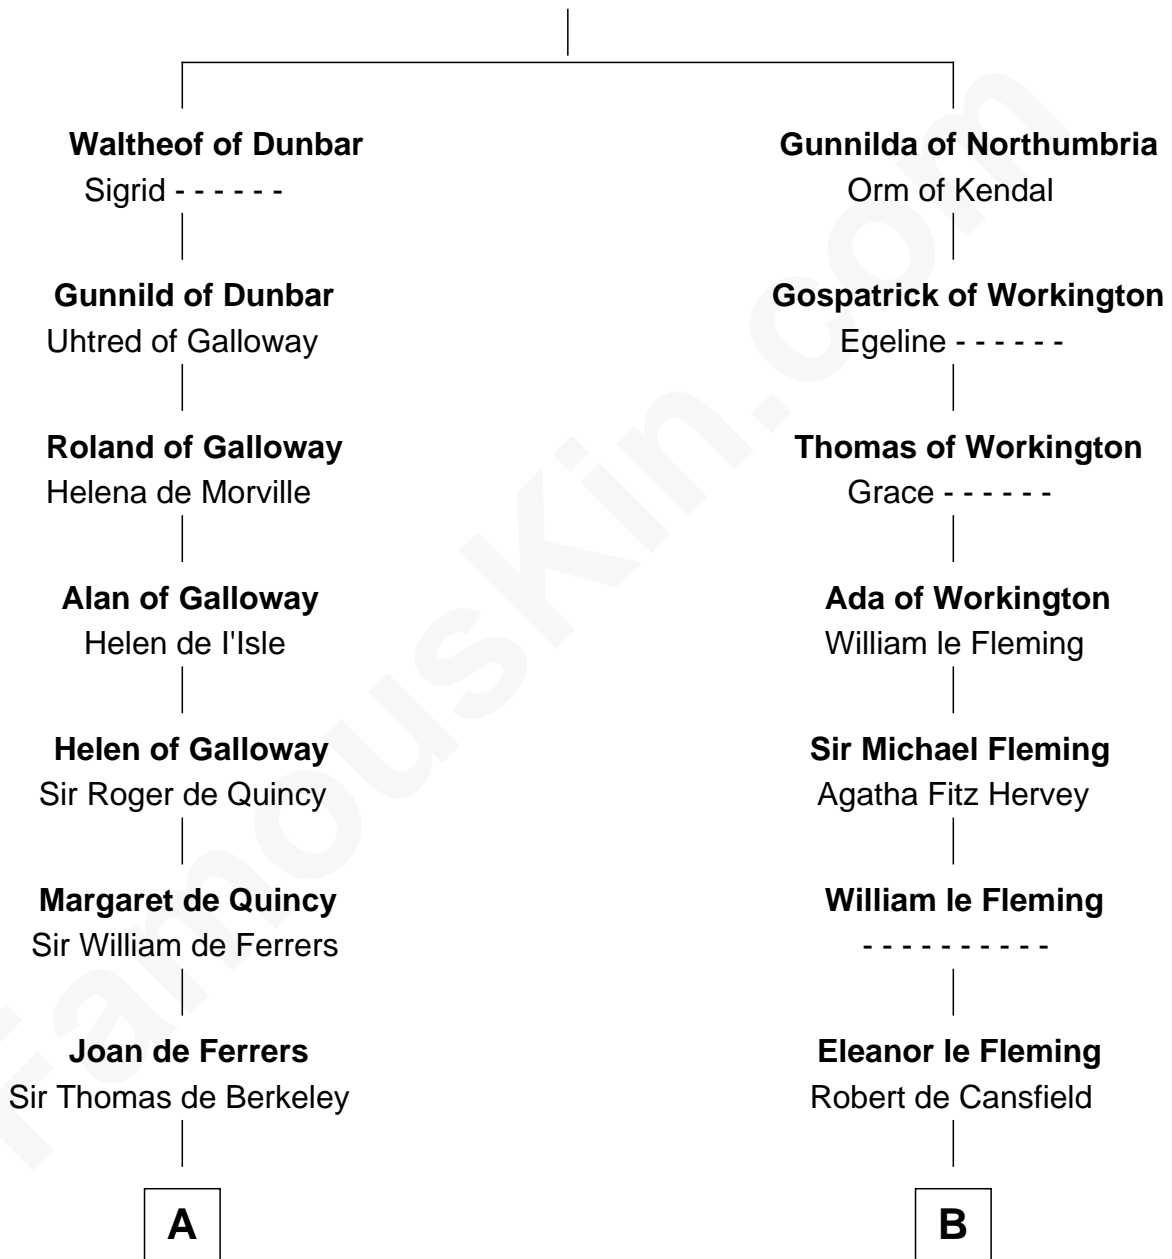 Waltheof of Dunbar
Sigrid - - - - - -
Gunnild of Dunbar
Uhtred of Galloway
Roland of Galloway
Helena de Morville
Alan of Galloway
Helen de I'Isle
Helen of Galloway
Sir Roger de Quincy
Margaret de Quincy
Sir William de Ferrers
Joan de Ferrers
Sir Thomas de Berkeley
A
Gunnilda of Northumbria
Orm of Kendal
Gospatrick of Workington
Egeline - - - - - -
Thomas of Workington
Grace - - - - - -
Ada of Workington
William le Fleming
Sir Michael Fleming
Agatha Fitz Hervey
William le Fleming
- - - - - - - - - -
Eleanor le Fleming
Robert de Cansfield
B
FamousKin.com